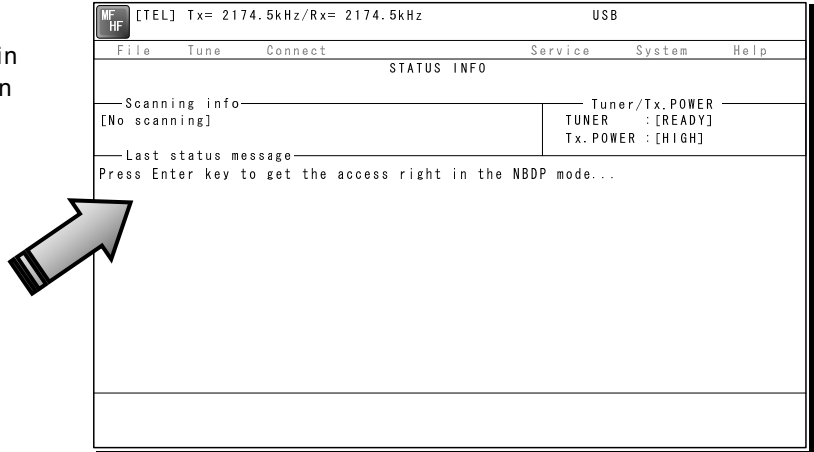 in
n
MF
HF
[TEL] Tx= 2174.5kHz/Rx= 2174.5kHz USB
File Tune Connect Service System Help
STATUS INFO
Scanning info
[No scanning]
Tuner/Tx.POWER
TUNER :[READY]
Tx.POWER :[HIGH]
Last status message
Press Enter key to get the access right in the NBDP mode...